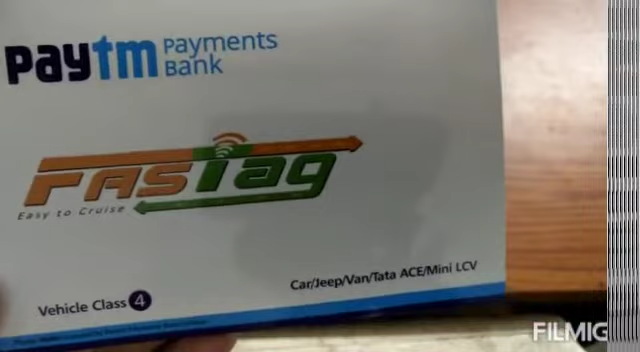 paytm Payments
Bank
FASTag
Easy to Cruise
Car/Jeep/Van/Tata ACE/Mini LCV
Vehicle Class 4
FILMIG